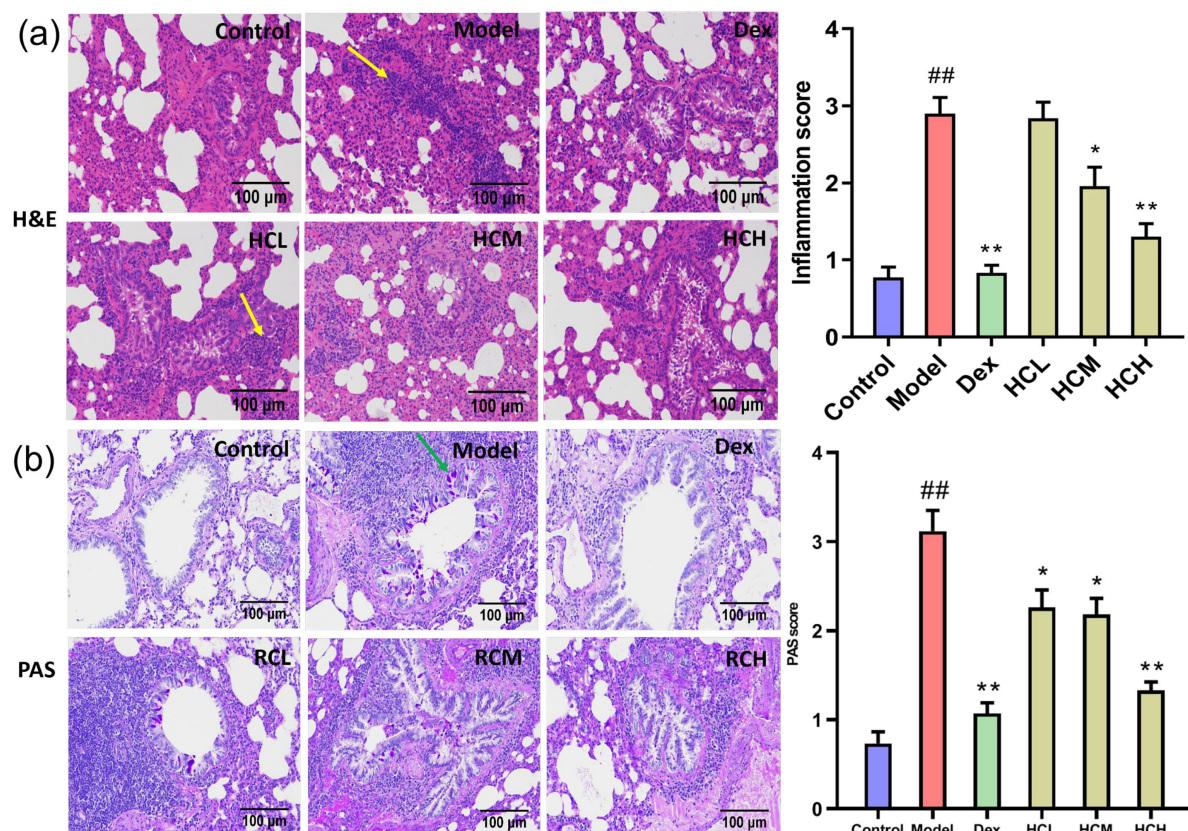 (a)
Control
Model
Dex
100 µm
100 µm
100 µm
H&E
HCL
HCM
HCH
100 µm
100 µm
100 µm
Inflammation score
4
3
2
1
0
##
**
*
**
Control
Model
Dex
HCL
HCM
HCH
(b)
Control
Model
Dex
100 µm
100 µm
100 µm
PAS
RCL
RCM
RCH
100 µm
100 µm
100 µm
PAS score
4
3
2
1
0
##
**
*
*
**
Control
Model
Dex
HCL
HCM
HCH